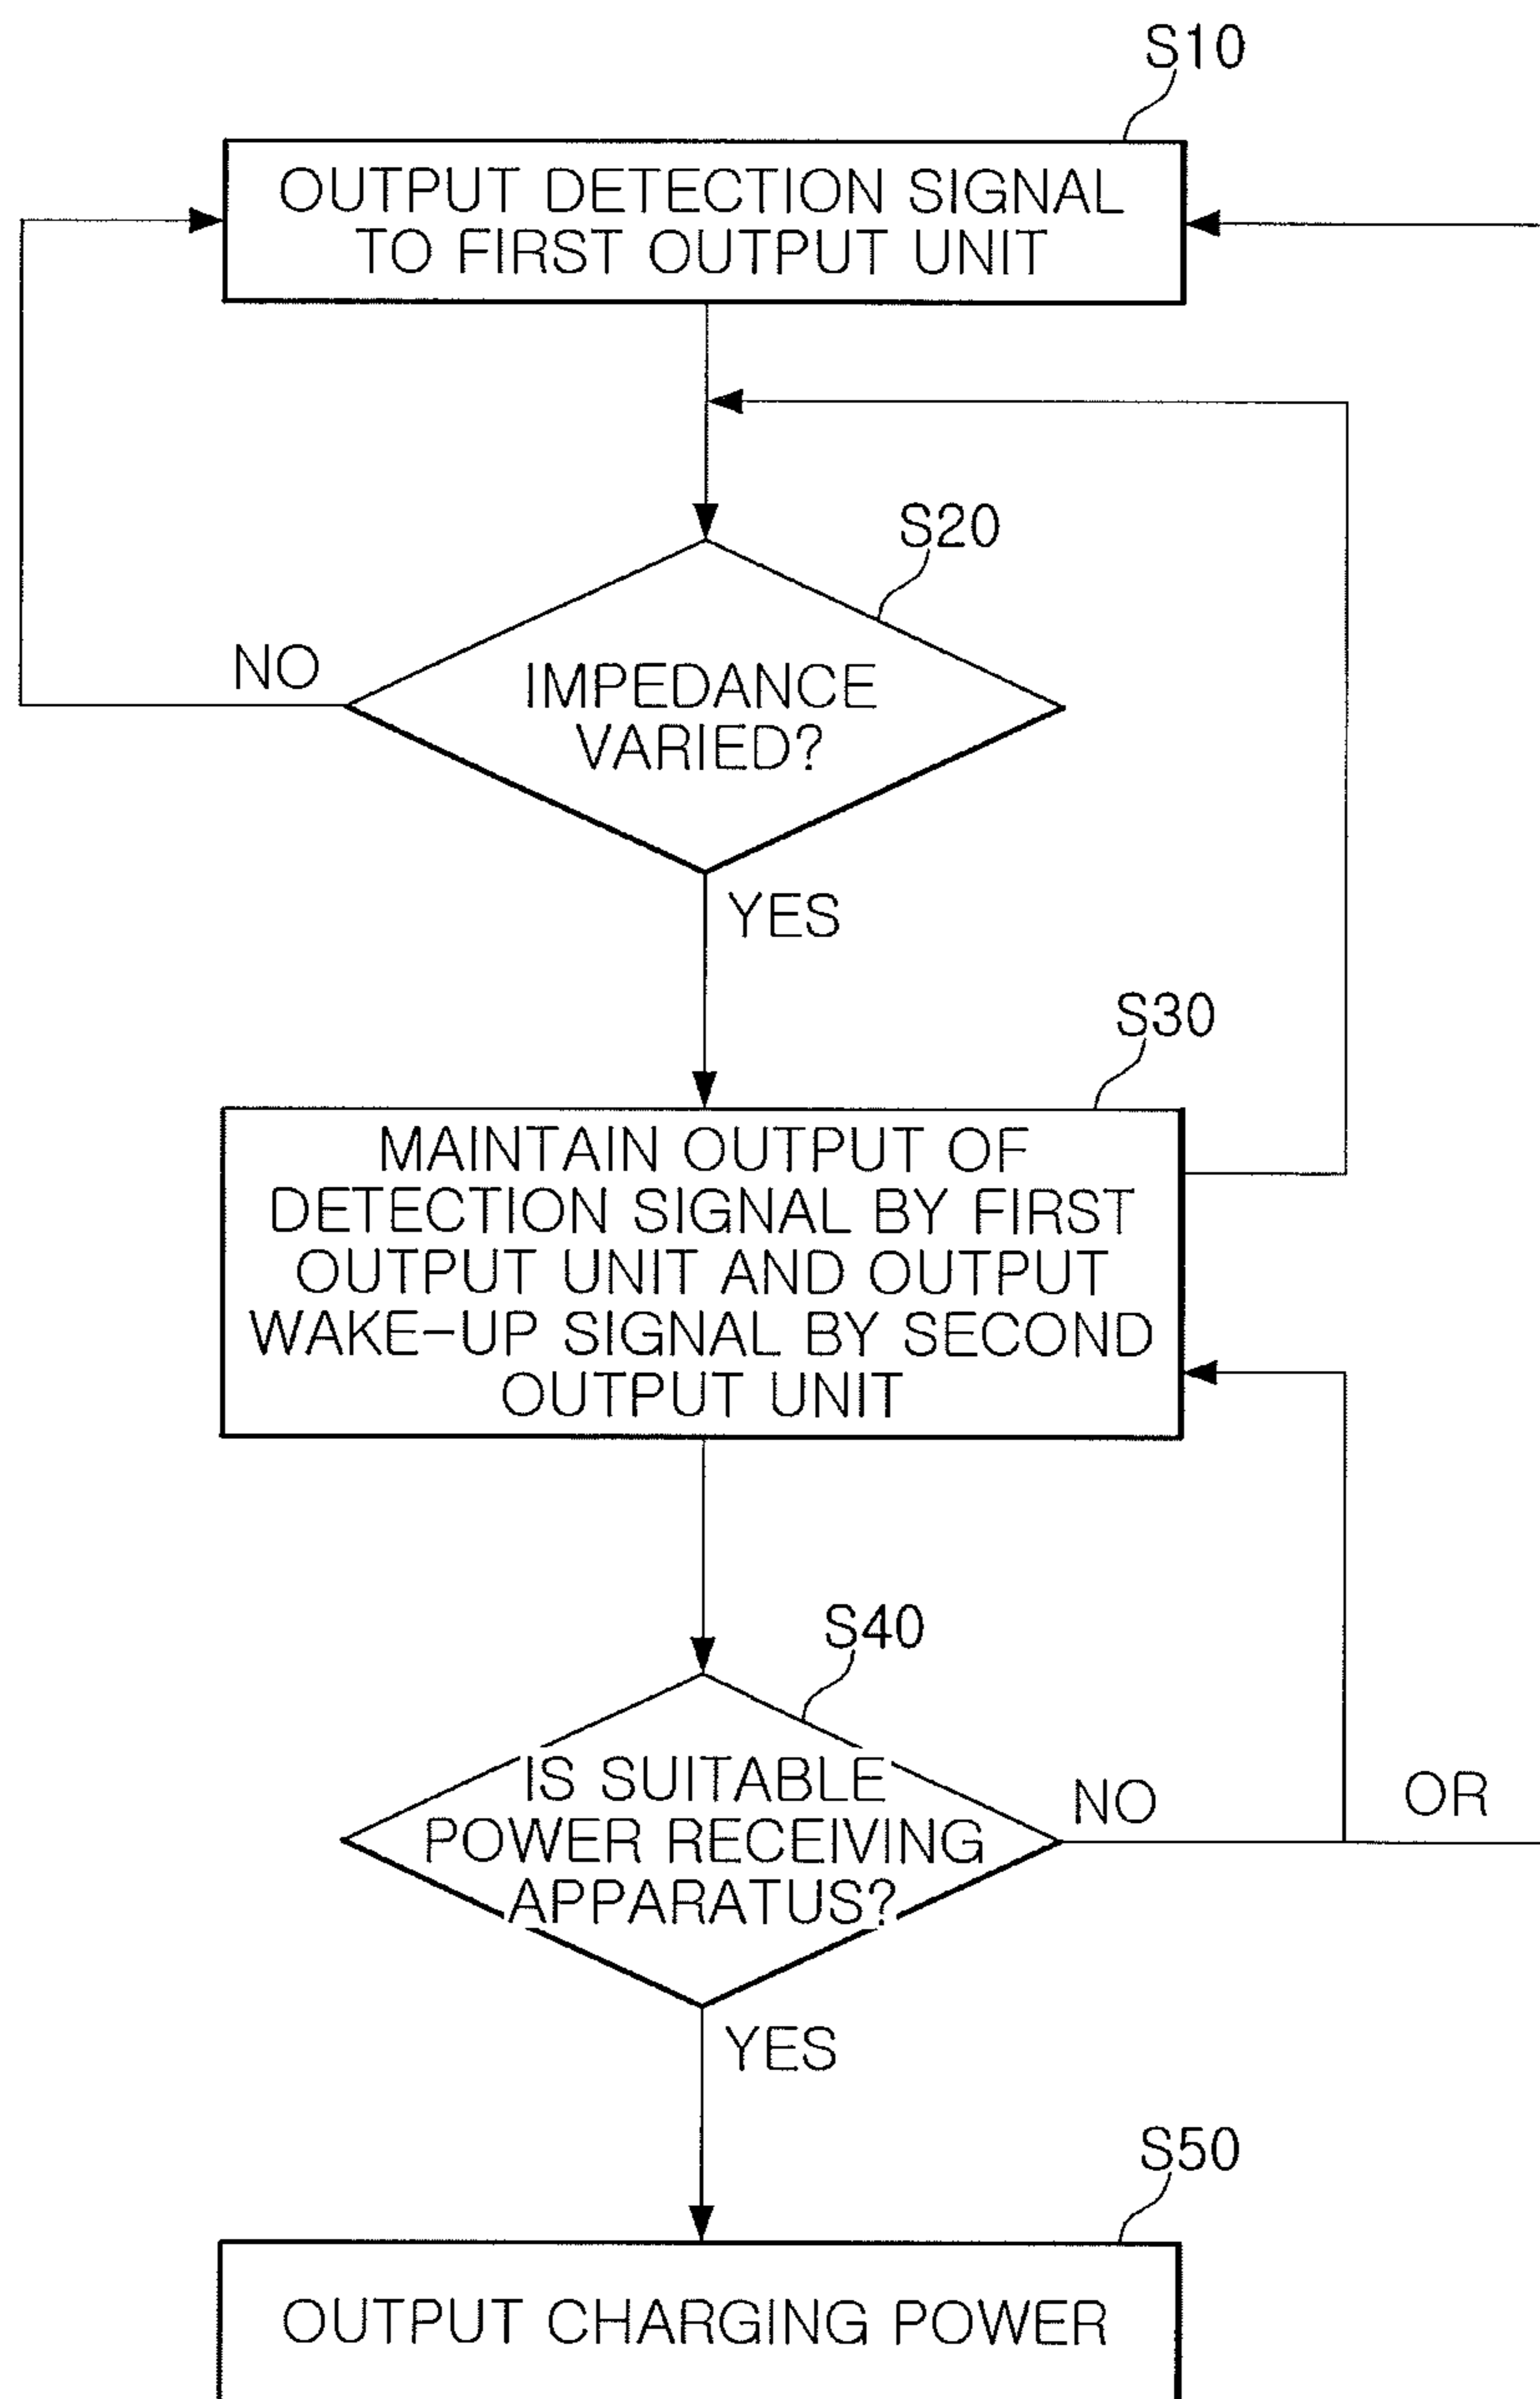 S10
OUTPUT DETECTION SIGNAL
TO FIRST OUTPUT UNIT
S20
NO
IMPEDANCE
VARIED?
YES
S30
MAINTAIN OUTPUT OF
DETECTION SIGNAL BY FIRST
OUTPUT UNIT AND OUTPUT
WAKE-UP SIGNAL BY SECOND
OUTPUT UNIT
S40
IS SUITABLE
POWER RECEIVING
APPARATUS?
NO
OR
YES
S50
OUTPUT CHARGING POWER